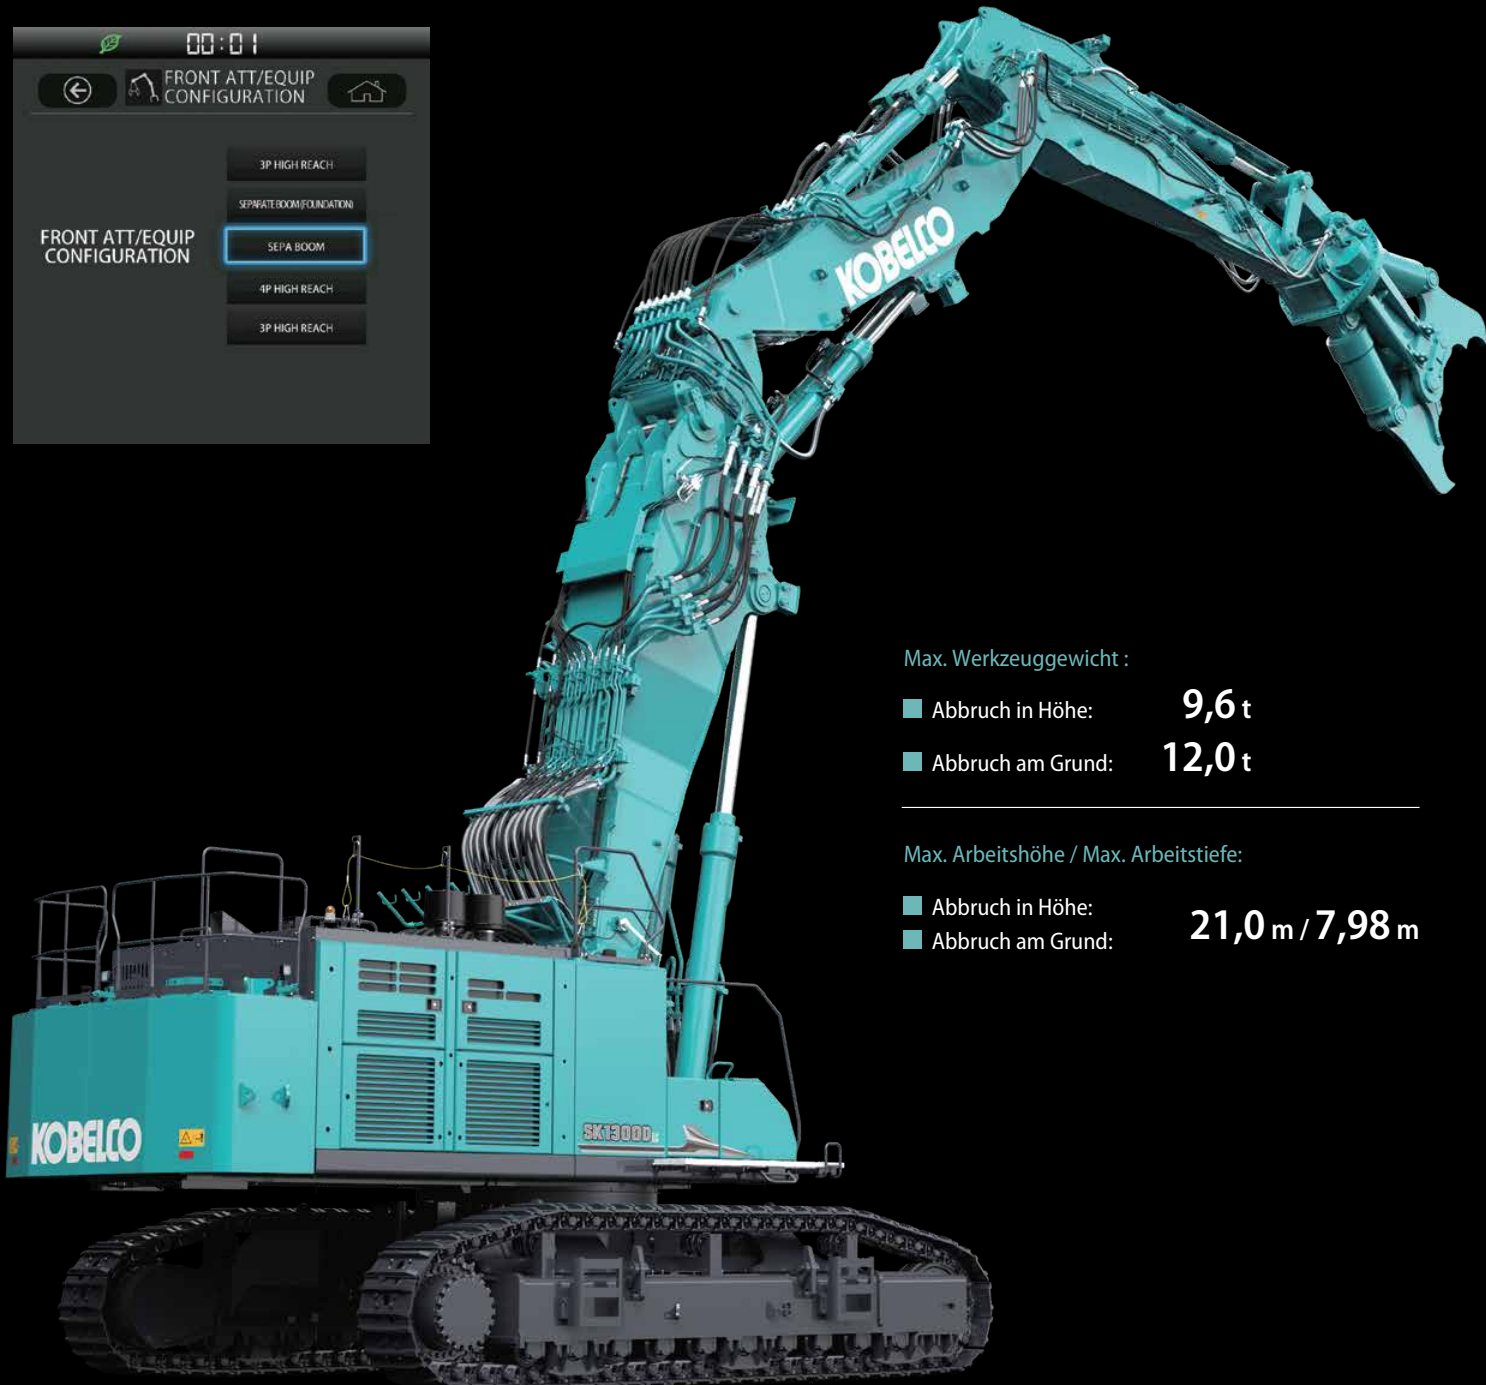 00:01
FRONT ATT/EQUIP
CONFIGURATION
3P HIGH REACH
SEPARATE BOOM (FOUNDATION)
FRONT ATT/EQUIP
CONFIGURATION
SEPA BOOM
4P HIGH REACH
3P HIGH REACH
KOBELCO
Max. Werkzeuggewicht :
Abbruch in Höhe: 9,6 t
Abbruch am Grund: 12,0 t
Max. Arbeitshöhe / Max. Arbeitstiefe:
Abbruch in Höhe:
Abbruch am Grund:
21,0 m / 7,98 m
KOBELCO
SK1300D